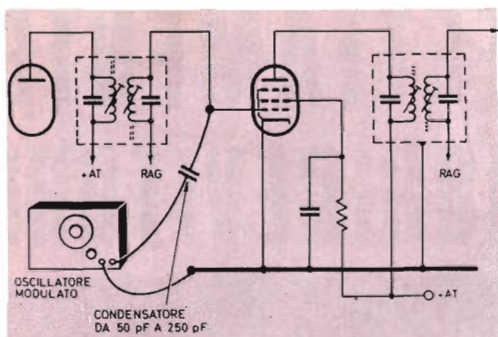 +AT
RAG
RAG
OSCILLATORE
MODULATO
+AT
CONDENSATORE
DA 50 pF A 250 pF